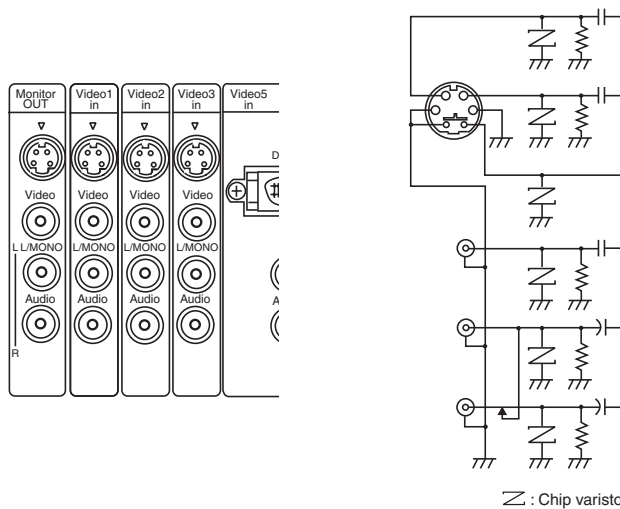 Monitor OUT
Video1 in
Video2 in
Video3 in
Video5 in
D
Video
Video
Video
Video
L L/MONO
L/MONO
L/MONO
L/MONO
Audio
Audio
Audio
Audio
A
R
: Chip varisto